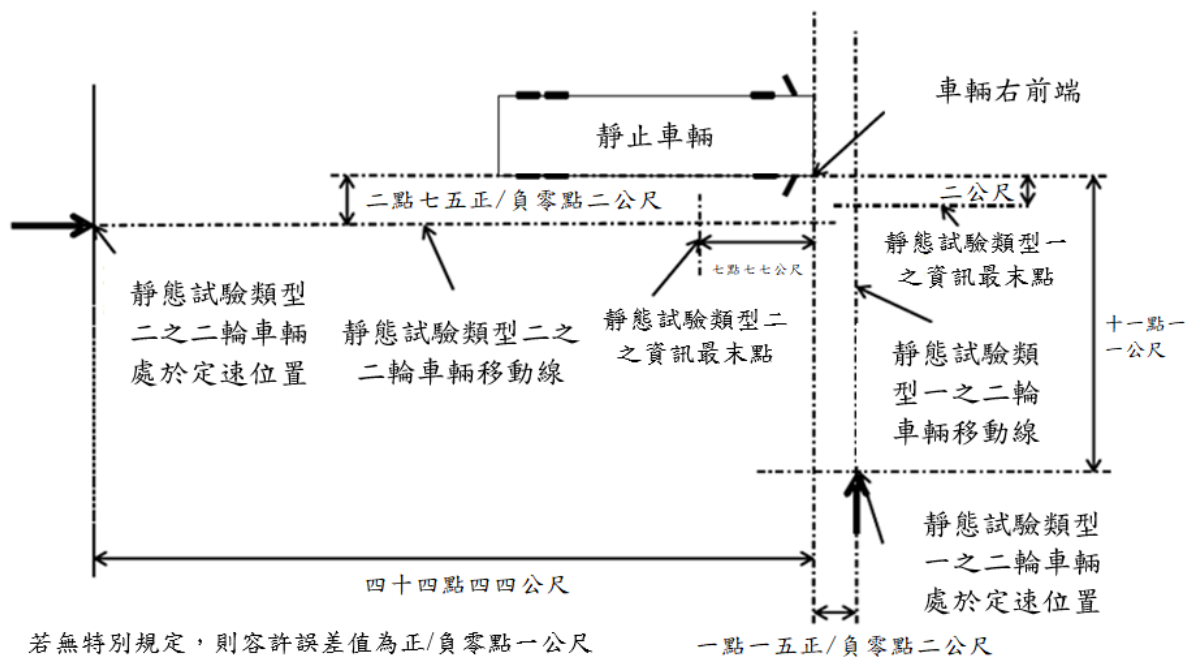 車輛右前端
靜止車輛
二點七五正/負零點二公尺
二公尺
七點七七公尺
靜態試驗類型一
之資訊最末點
靜態試驗類型
二之二輪車輛
處於定速位置
靜態試驗類型二之
二輪車輛移動線
靜態試驗類型二
之資訊最末點
靜態試驗類
型一之二輪
車輛移動線
十一點一
一公尺
靜態試驗類型
一之二輪車輛
處於定速位置
四十四點四四公尺
若無特別規定，則容許誤差值為正/負零點一公尺
一點一五正/負零點二公尺